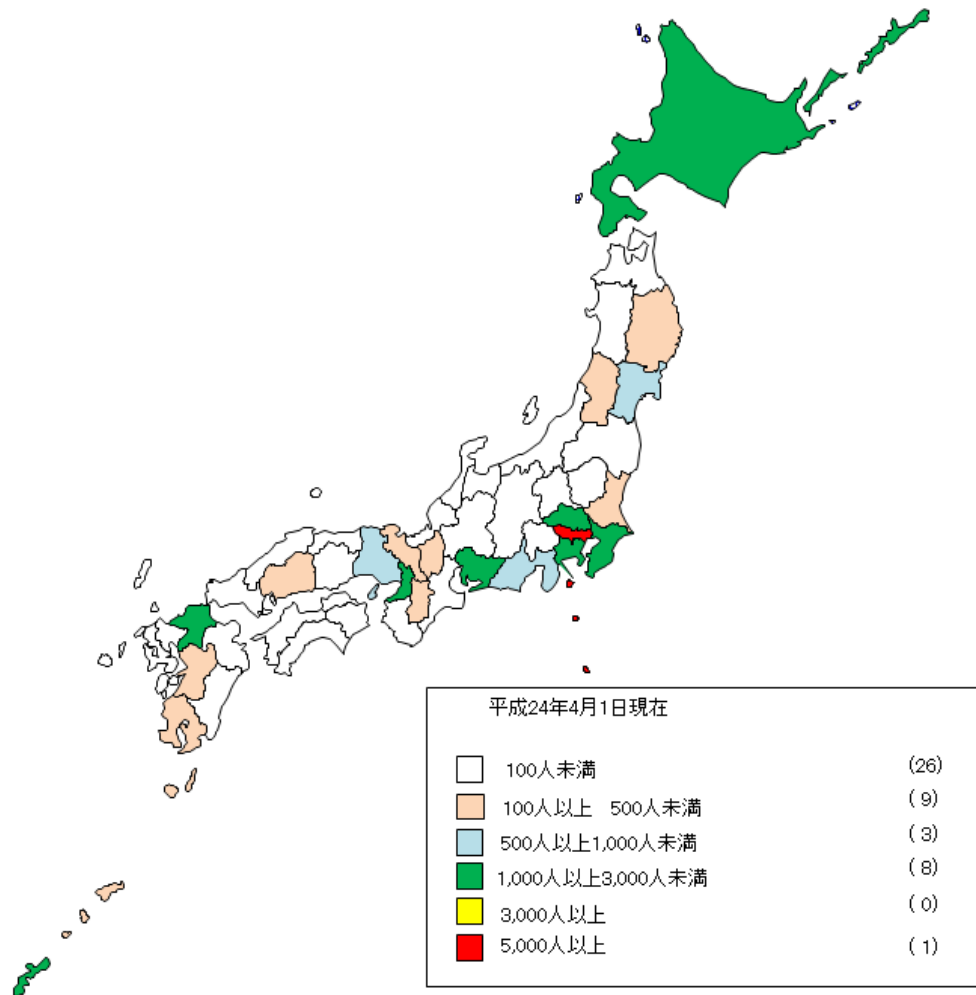 平成24年4月1日現在
100人未満 (26)
100人以上 500人未満 ( 9)
500人以上1,000人未満 ( 3)
1,000人以上3,000人未満 ( 8)
3,000人以上 ( 0)
5,000人以上 ( 1)